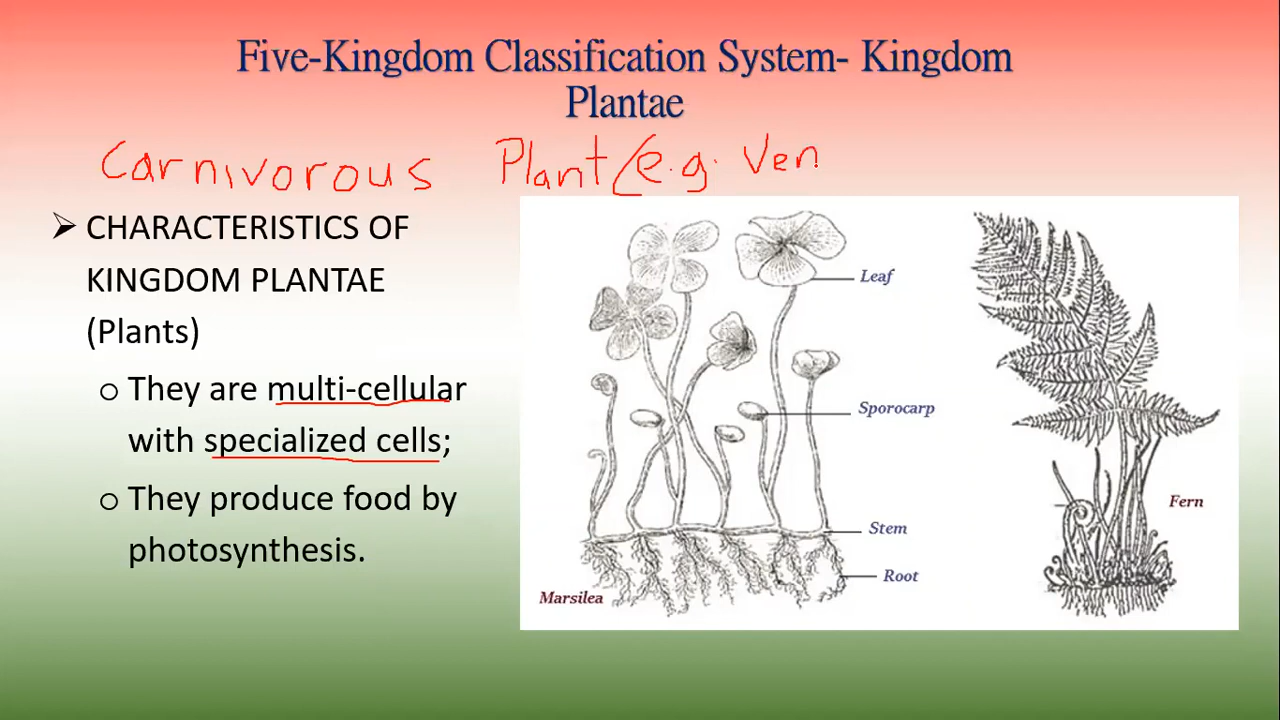 Five-Kingdom Classification System- Kingdom
Plantae
Carnivorous Plant(e.g. Ven
➢ CHARACTERISTICS OF
KINGDOM PLANTAE
(Plants)
o They are multi-cellular
with specialized cells;
o They produce food by
photosynthesis.
Leaf
Sporocarp
Stem
Root
Marsilea
Fern